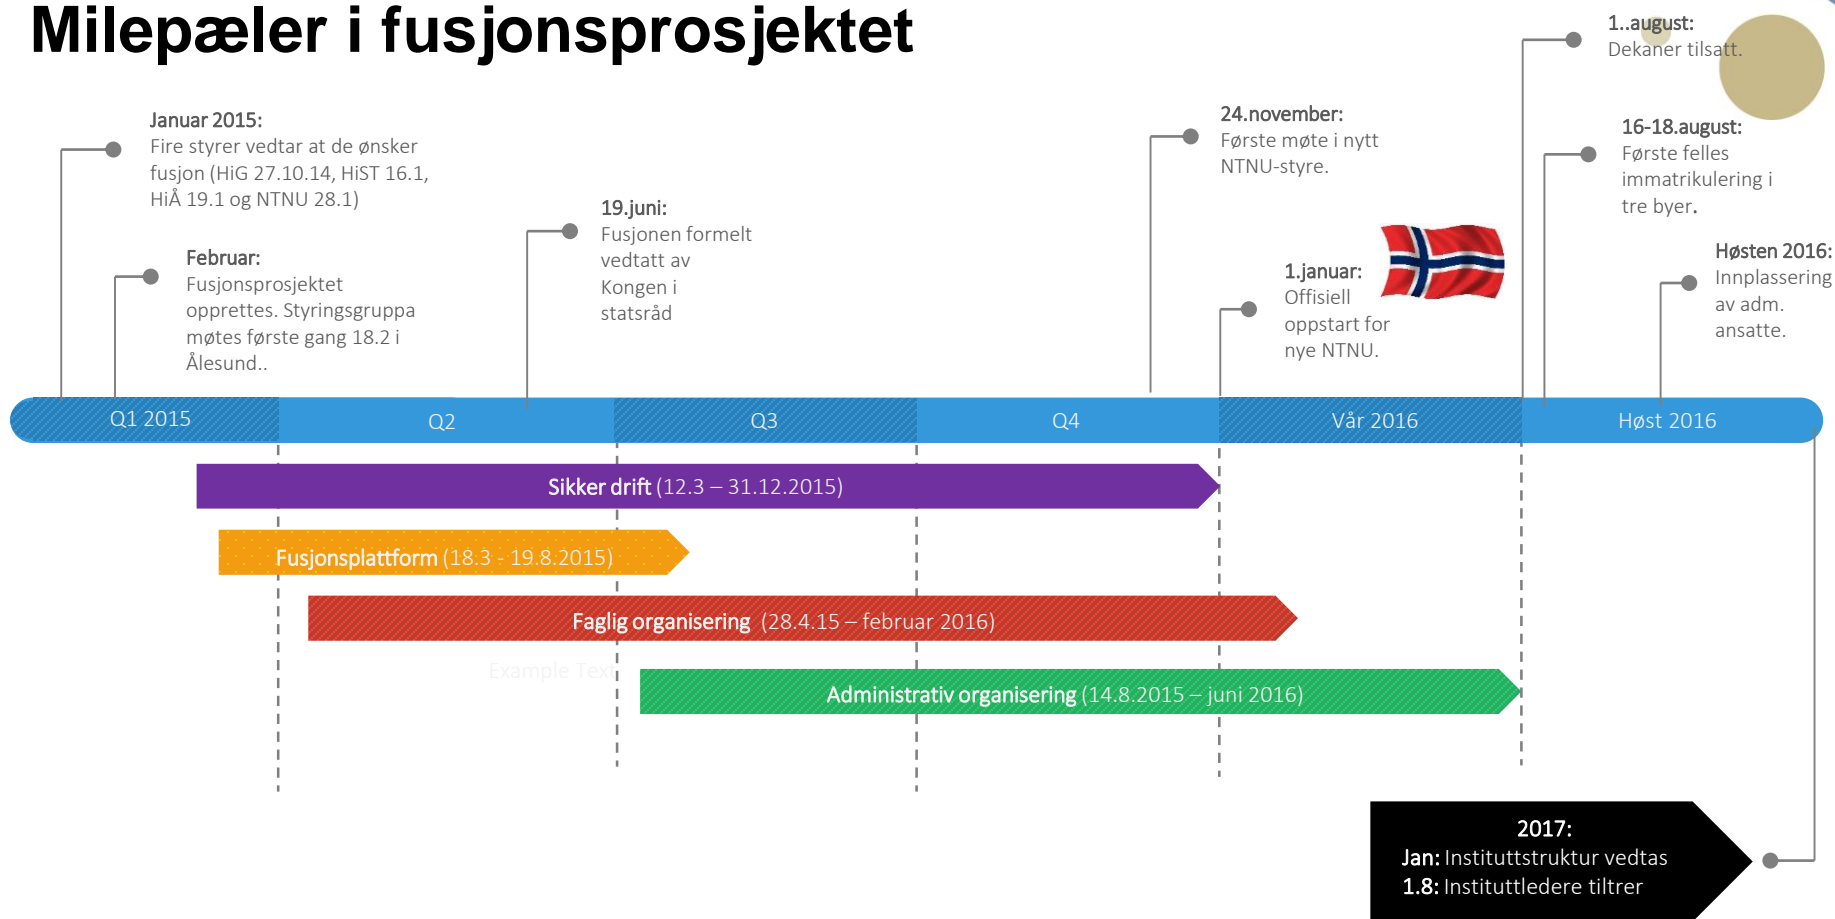 Milepæler i fusjonsprosjektet
Januar 2015:
Fire styrer vedtar at de ønsker
fusjon (HiG 27.10.14, HiST 16.1,
HiÅ 19.1 og NTNU 28.1)
Februar:
Fusjonsprosjektet
opprettes. Styringsgruppa
møtes første gang 18.2 i
Ålesund..
19.juni:
Fusjonen formelt
vedtatt av
Kongen i
statsråd
24.november:
Første møte i nytt
NTNU-styre.
1.januar:
Offisiell
oppstart for
nye NTNU.
1..august:
Dekaner tilsatt.
16-18.august:
Første felles
immatrikulering i
tre byer.
Høsten 2016:
Innplassering
av adm.
ansatte.
Q1 2015
Q2
Q3
Q4
Vår 2016
Høst 2016
Sikker drift (12.3 – 31.12.2015)
Fusjonsplattform (18.3 - 19.8.2015)
Faglig organisering (28.4.15 – februar 2016)
Example Text
Administrativ organisering (14.8.2015 – juni 2016)
2017:
Jan: Instituttstruktur vedtas
1.8: Instituttledere tiltrer